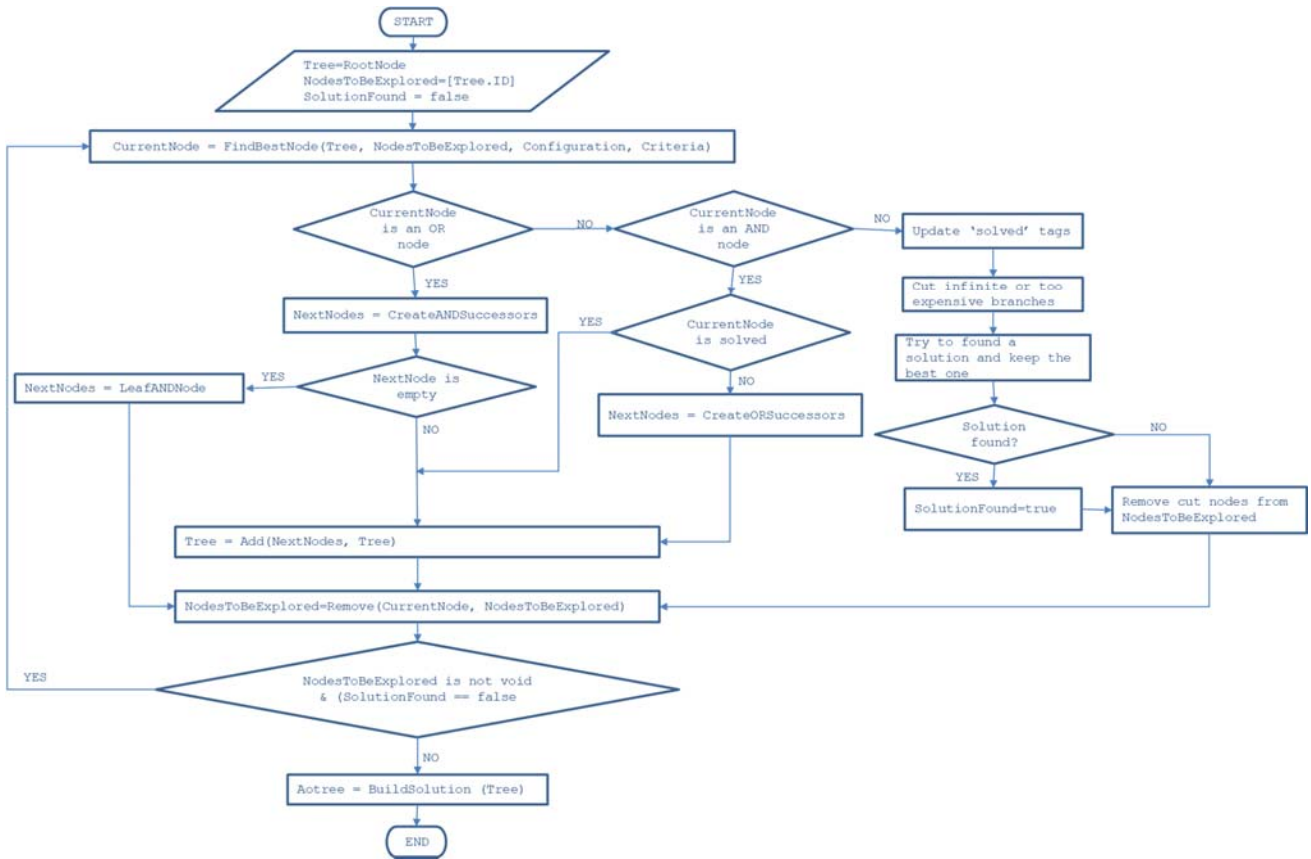 START
Tree=RootNode
NodesToBeExplored=[Tree.ID]
SolutionFound = false
CurrentNode = FindBestNode(Tree, NodesToBeExplored, Configuration, Criteria)
CurrentNode
is an OR
node
NO
CurrentNode
is an AND
node
NO
Update ‘solved’ tags
YES
YES
Cut infinite or too
expensive branches
NextNodes = CreateANDSuccessors
YES
CurrentNode
is solved
Try to found a
solution and keep the
best one
NextNodes = LeafANDNode
YES
NextNode is
empty
NO
NextNodes = CreateORSuccessors
NO
Solution
found?
NO
YES
SolutionFound=true
Remove cut nodes from
NodesToBeExplored
Tree = Add(NextNodes, Tree)
NodesToBeExplored=Remove(CurrentNode, NodesToBeExplored)
YES
NodesToBeExplored is not void
& (SolutionFound == false
NO
Aotree = BuildSolution (Tree)
END